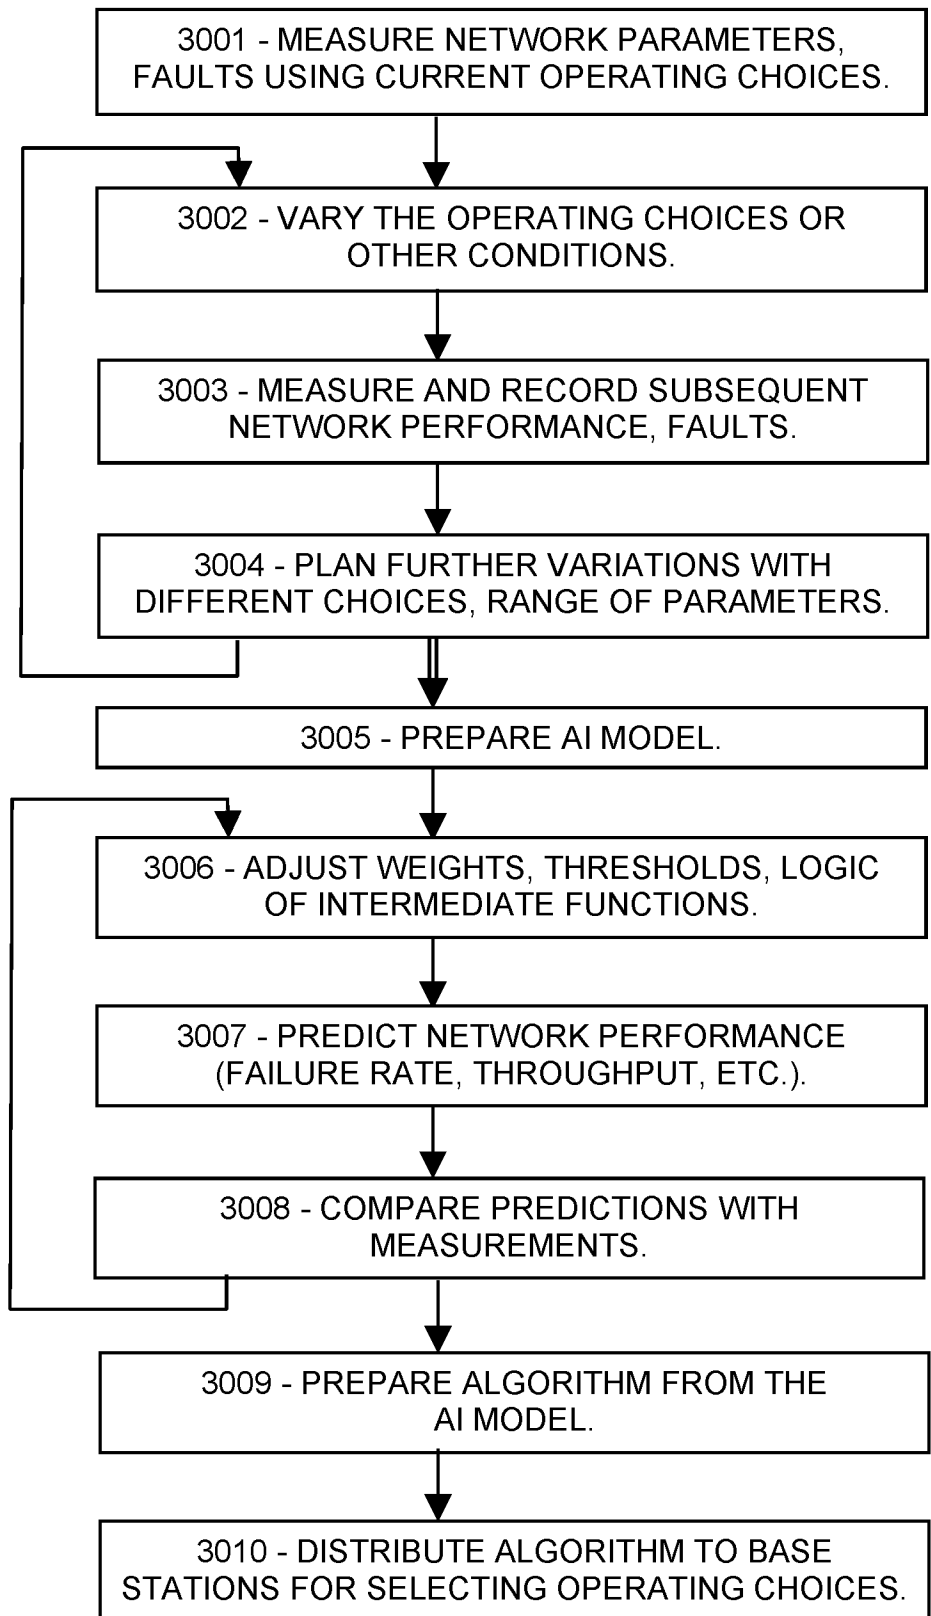 3001 - MEASURE NETWORK PARAMETERS,
FAULTS USING CURRENT OPERATING CHOICES.
3002 - VARY THE OPERATING CHOICES OR
OTHER CONDITIONS.
3003 - MEASURE AND RECORD SUBSEQUENT
NETWORK PERFORMANCE, FAULTS.
3004 - PLAN FURTHER VARIATIONS WITH
DIFFERENT CHOICES, RANGE OF PARAMETERS.
3005 - PREPARE AI MODEL.
3006 - ADJUST WEIGHTS, THRESHOLDS, LOGIC
OF INTERMEDIATE FUNCTIONS.
3007 - PREDICT NETWORK PERFORMANCE
(FAILURE RATE, THROUGHPUT, ETC.).
3008 - COMPARE PREDICTIONS WITH
MEASUREMENTS.
3009 - PREPARE ALGORITHM FROM THE
AI MODEL.
3010 - DISTRIBUTE ALGORITHM TO BASE
STATIONS FOR SELECTING OPERATING CHOICES.